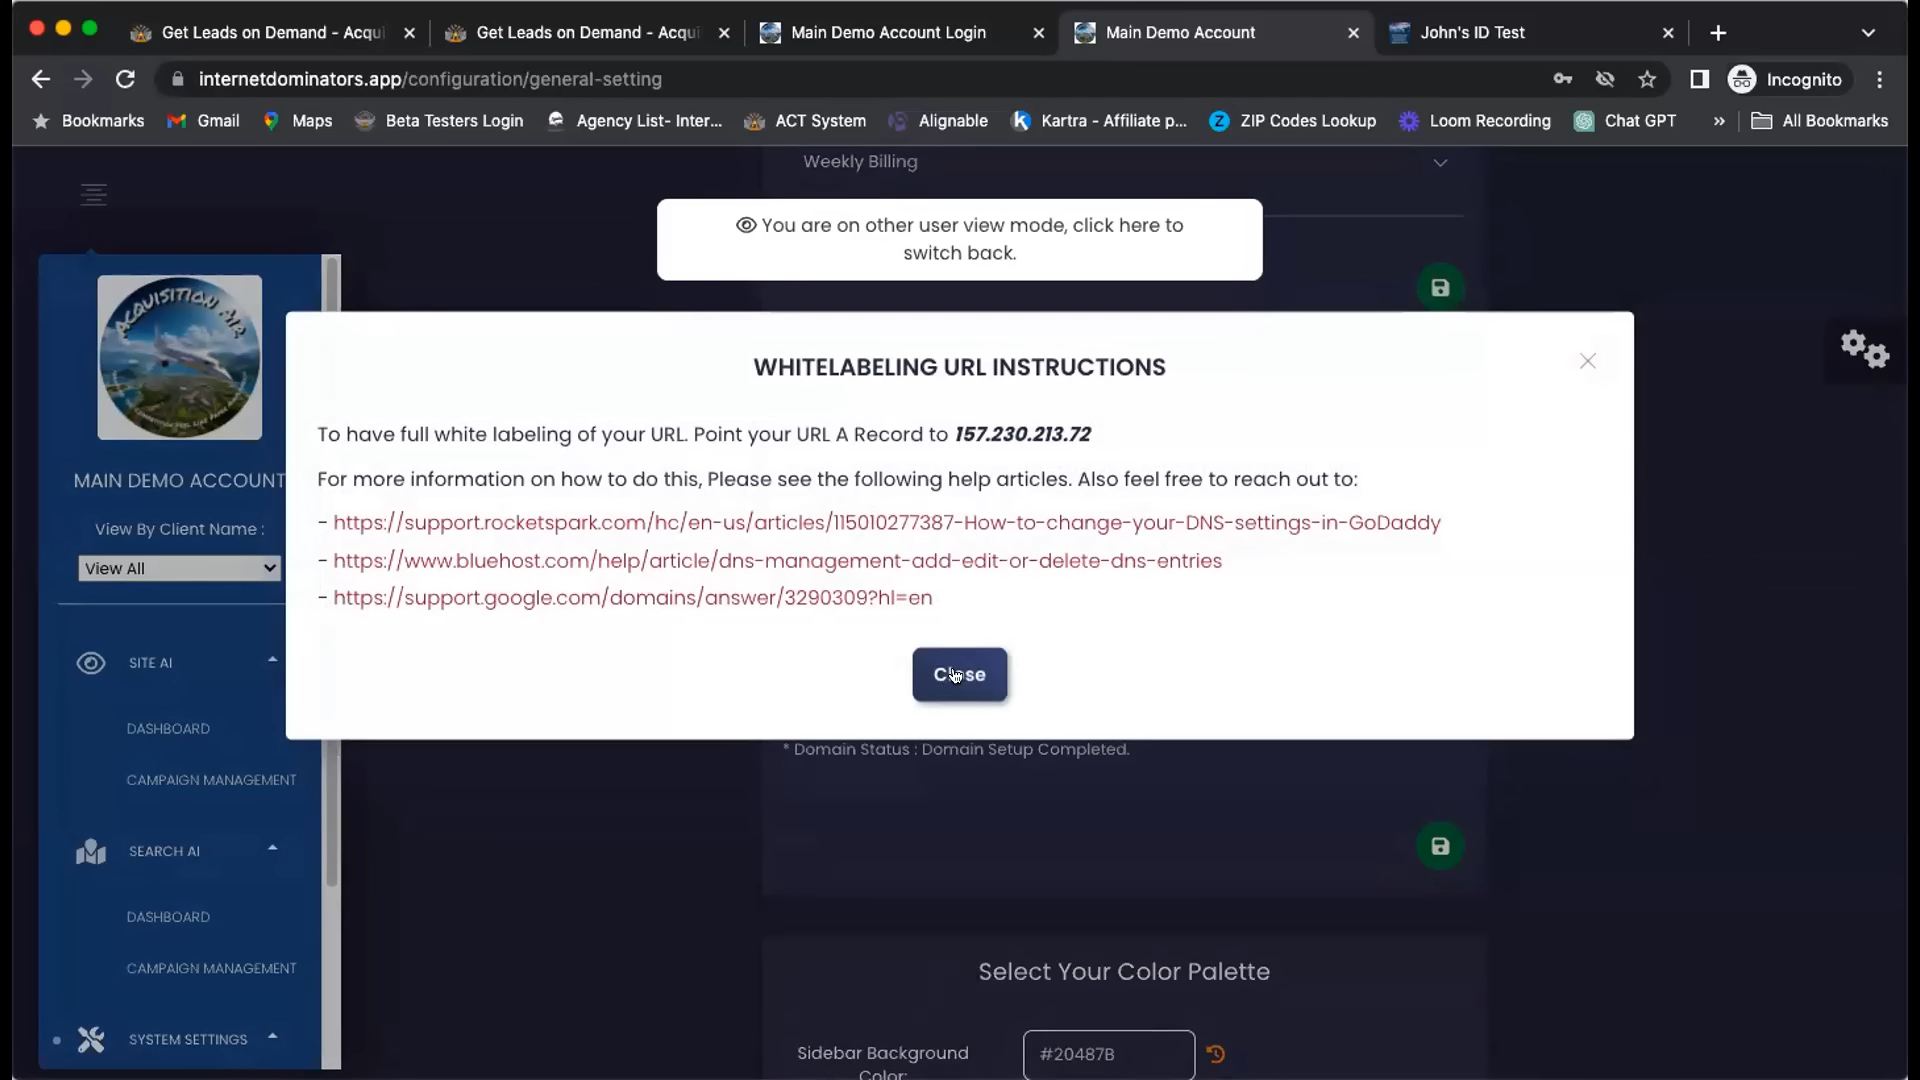 Get Leads on Demand - Acqui
Get Leads on Demand - Acqui
Main Demo Account Login
Main Demo Account
John's ID Test
internetdominators.app/configuration/general-setting
Incognito
Bookmarks
Gmail
Maps
Beta Testers Login
Agency List- Inter...
ACT System
Alignable
Kartra - Affiliate p...
ZIP Codes Lookup
Loom Recording
Chat GPT
»
All Bookmarks
Weekly Billing
You are on other user view mode, click here to
switch back.
ACQUISITION
MAIN DEMO ACCOUNT
View By Client Name :
View All
SITE AI
DASHBOARD
CAMPAIGN MANAGEMENT
SEARCH AI
DASHBOARD
CAMPAIGN MANAGEMENT
SYSTEM SETTINGS
WHITELABELING URL INSTRUCTIONS
To have full white labeling of your URL. Point your URL A Record to 157.230.213.72
For more information on how to do this, Please see the following help articles. Also feel free to reach out to:
- https://support.rocketspark.com/hc/en-us/articles/115010277387-How-to-change-your-DNS-settings-in-GoDaddy
- https://www.bluehost.com/help/article/dns-management-add-edit-or-delete-dns-entries
- https://support.google.com/domains/answer/3290309?hl=en
Close
* Domain Status : Domain Setup Completed.
Select Your Color Palette
Sidebar Background
Color:
#20487B